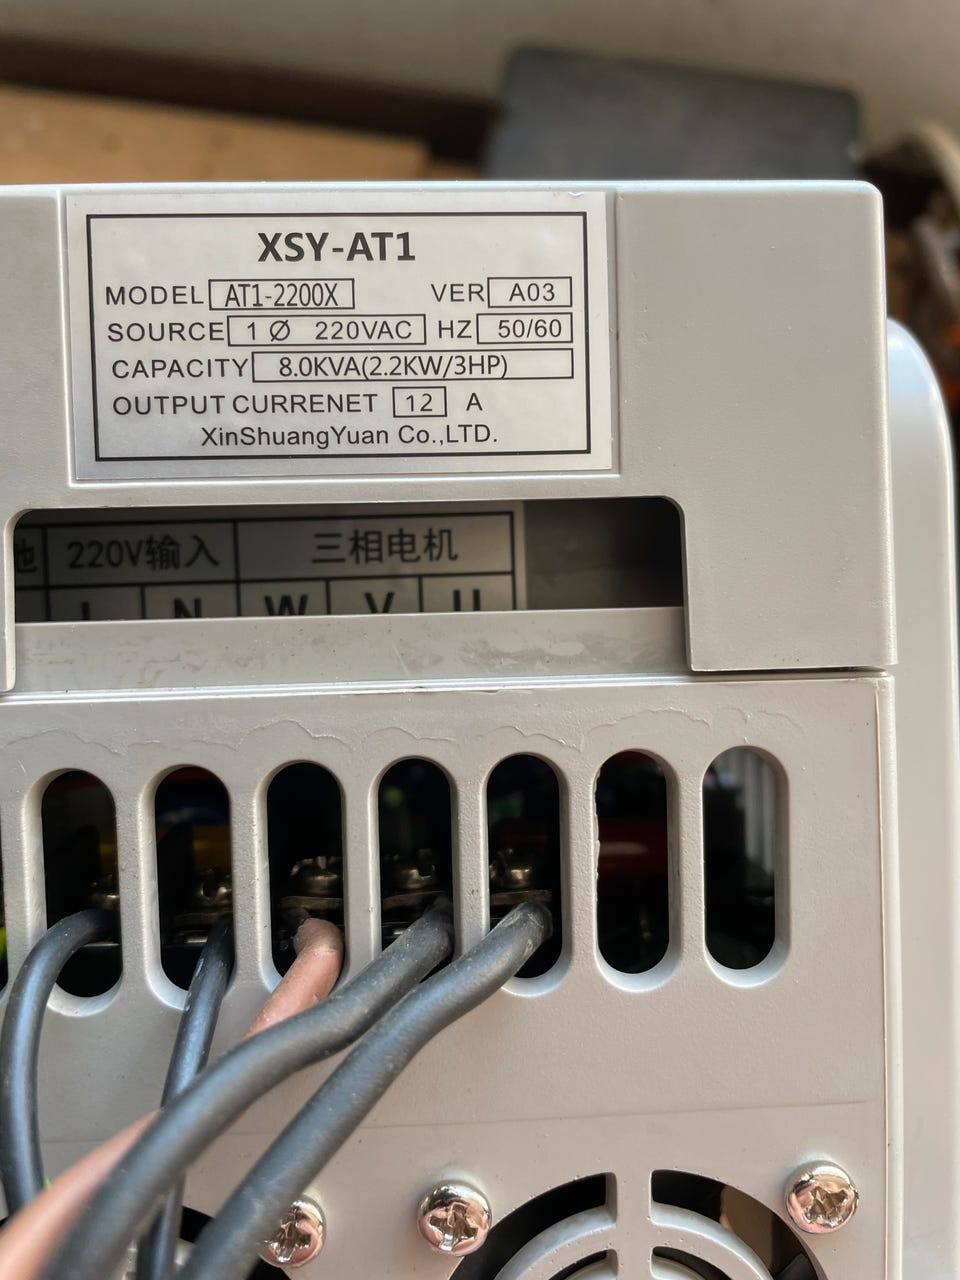 XSY-AT1
MODEL AT1-2200X VER A03
SOURCE 1 Ø 220VAC HZ 50/60
CAPACITY 8.0KVA(2.2KW/3HP)
OUTPUT CURRENET 12 A
XinShuangYuan Co.,LTD.
220V输入 三相电机
L N W V U